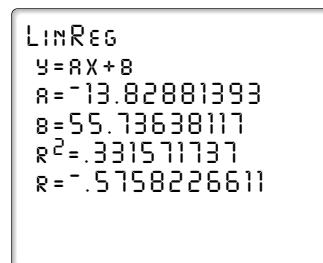 LinReg
y=ax+b
a=⁻13.82881393
b=55.73638117
r²=.331571737
r=⁻.5758226611